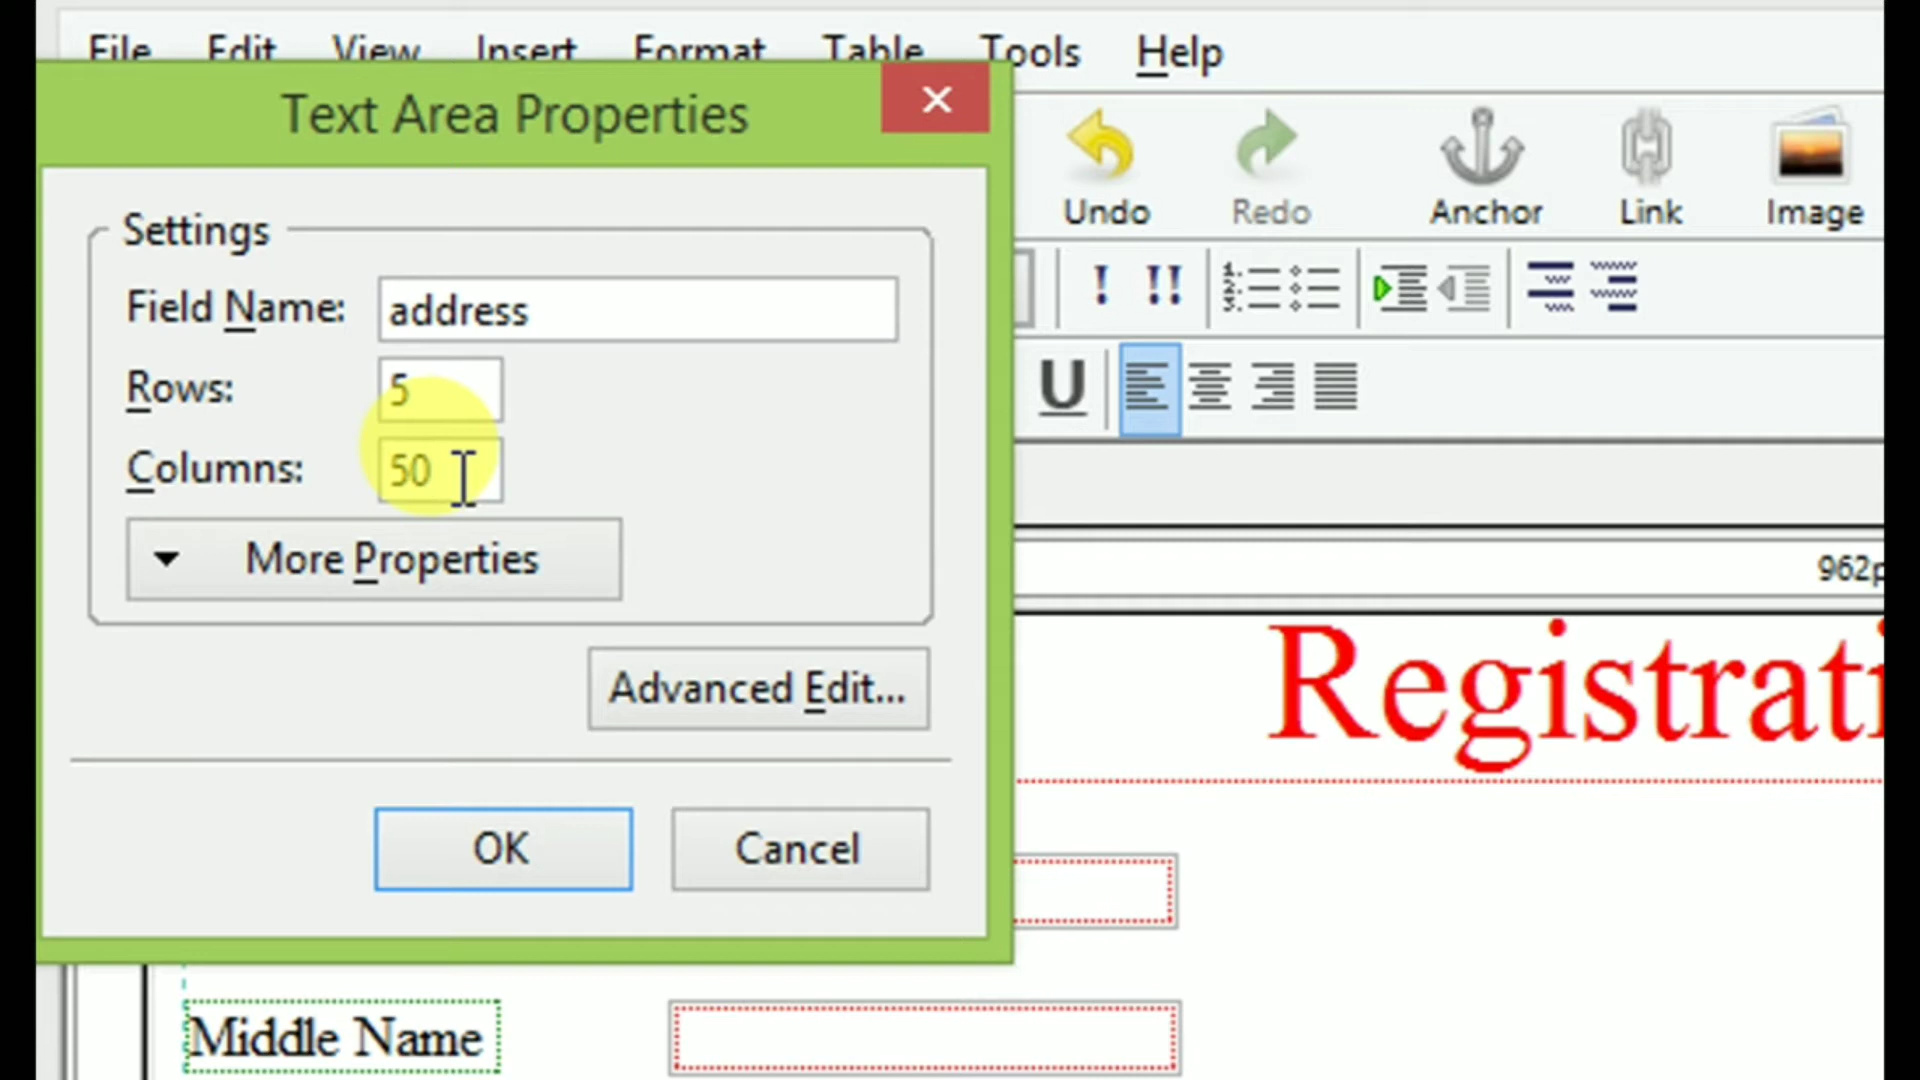 File Edit View Insert Format Table Tools Help
Text Area Properties
Undo Redo Anchor Link Image
Settings
Field Name: address
Rows: 5
Columns: 50
More Properties
Advanced Edit...
OK Cancel
962p
Registrati
Middle Name